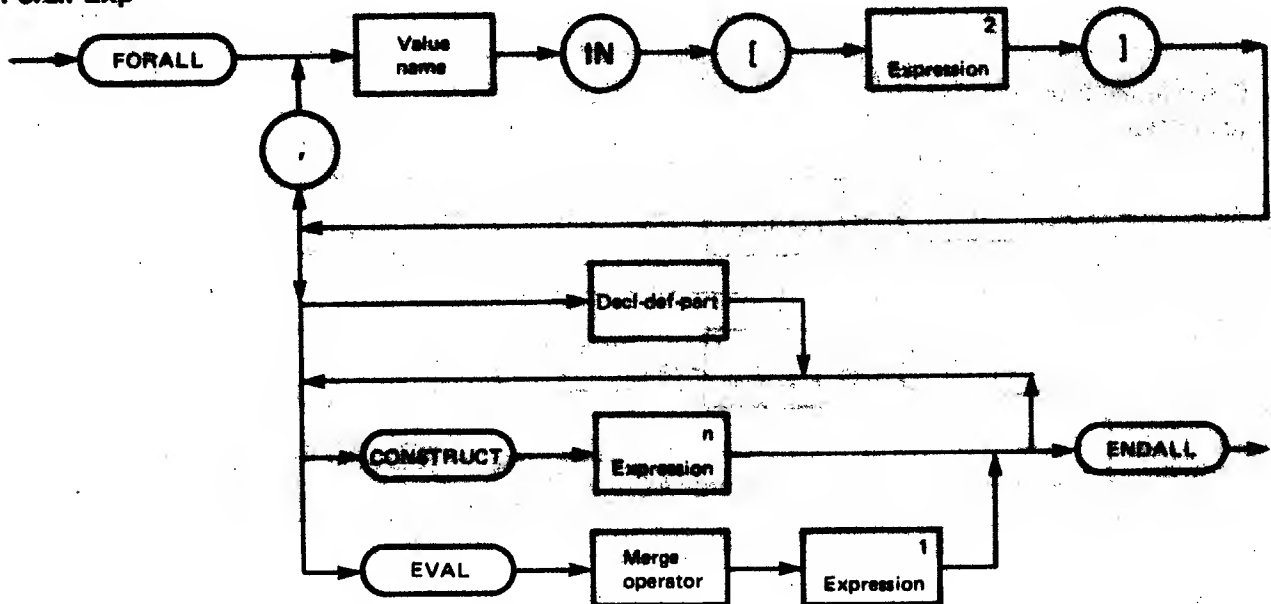 Forall Exp
FORALL
Value
name
IN
[
2
Expression
]
,
Decl-def-part
CONSTRUCT
n
Expression
ENDALL
EVAL
Merge
operator
1
Expression